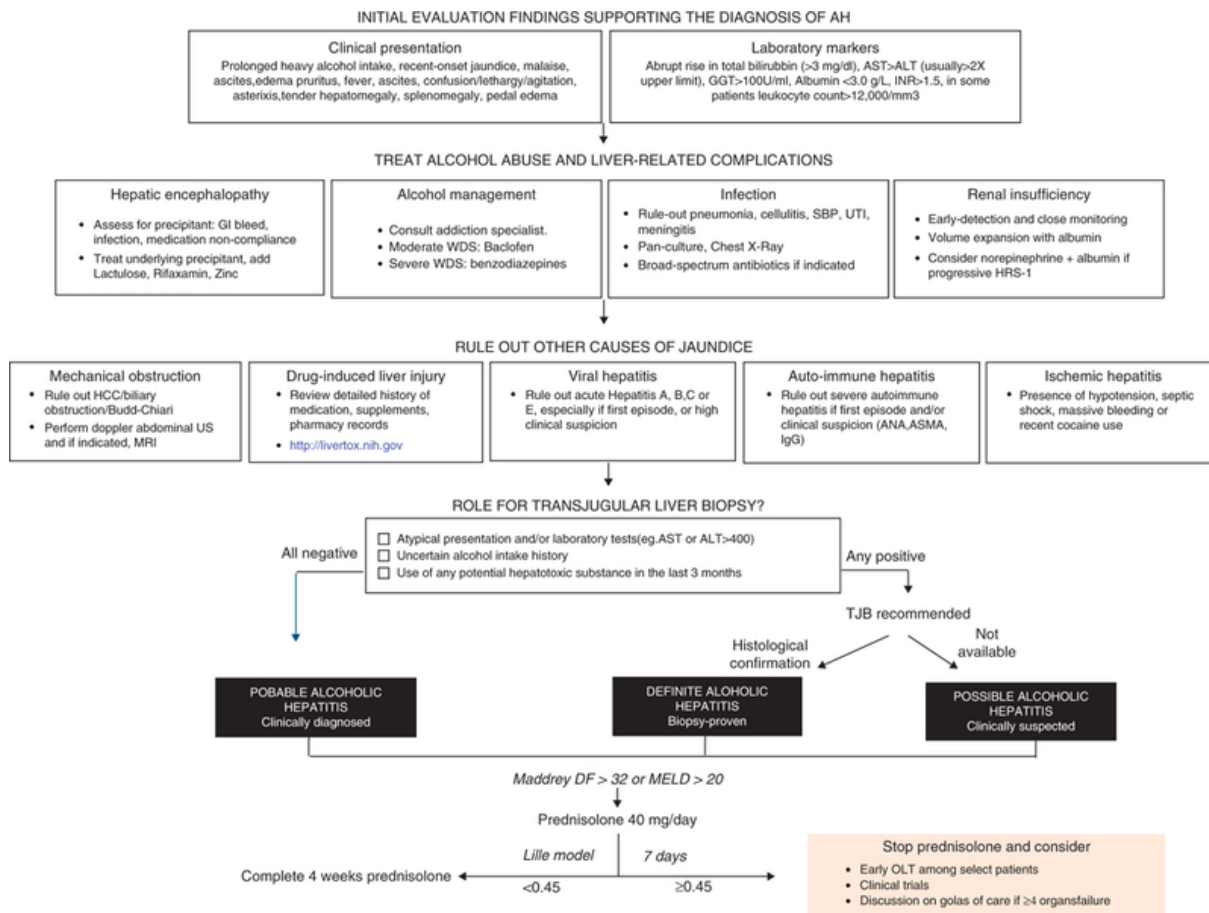 INITIAL EVALUATION FINDINGS SUPPORTING THE DIAGNOSIS OF AH
Clinical presentation
Prolonged heavy alcohol intake, recent-onset jaundice, malaise,
ascites,edema pruritus, fever, ascites, confusion/lethargy/agitation,
asterixis,tender hepatomegaly, splenomegaly, pedal edema
Laboratory markers
Abrupt rise in total bilirubbin (>3 mg/dl), AST>ALT (usually>2X
upper limit), GGT>100U/ml, Albumin <3.0 g/L, INR>1.5, in some
patients leukocyte count>12,000/mm3
TREAT ALCOHOL ABUSE AND LIVER-RELATED COMPLICATIONS
Hepatic encephalopathy
• Assess for precipitant: GI bleed,
infection, medication non-compliance
• Treat underlying precipitant, add
Lactulose, Rifaxamin, Zinc
Alcohol management
• Consult addiction specialist.
• Moderate WDS: Baclofen
• Severe WDS: benzodiazepines
Infection
• Rule-out pneumonia, cellulitis, SBP, UTI,
meningitis
• Pan-culture, Chest X-Ray
• Broad-spectrum antibiotics if indicated
Renal insufficiency
• Early-detection and close monitoring
• Volume expansion with albumin
• Consider norepinephrine + albumin if
progressive HRS-1
RULE OUT OTHER CAUSES OF JAUNDICE
Mechanical obstruction
• Rule out HCC/biliary
obstruction/Budd-Chiari
• Perform doppler abdominal US
and if indicated, MRI
Drug-induced liver injury
• Review detailed history of
medication, supplements,
pharmacy records
• http://livertox.nih.gov
Viral hepatitis
• Rule out acute Hepatitis A, B,C or
E, especially if first episode, or high
clinical suspicion
Auto-immune hepatitis
• Rule out severe autoimmune
hepatitis if first episode and/or
clinical suspicion (ANA,ASMA,
IgG)
Ischemic hepatitis
• Presence of hypotension, septic
shock, massive bleeding or
recent cocaine use
ROLE FOR TRANSJUGULAR LIVER BIOPSY?
☐ Atypical presentation and/or laboratory tests(eg.AST or ALT>400)
☐ Uncertain alcohol intake history
☐ Use of any potential hepatotoxic substance in the last 3 months
All negative
Any positive
TJB recommended
Histological
confirmation
Not
available
POBABLE ALCOHOLIC
HEPATITIS
Clinically diagnosed
DEFINITE ALOHOLIC
HEPATITIS
Biopsy-proven
POSSIBLE ALCOHOLIC
HEPATITIS
Clinically suspected
Maddrey DF > 32 or MELD > 20
Prednisolone 40 mg/day
Lille model
7 days
Complete 4 weeks prednisolone
<0.45
≥0.45
Stop prednisolone and consider
• Early OLT among select patients
• Clinical trials
• Discussion on golas of care if ≥4 organsfailure